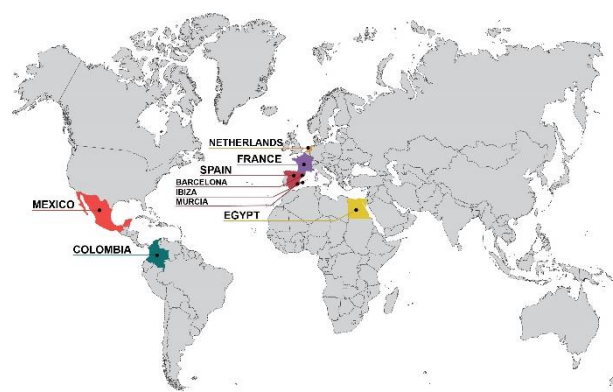 NETHERLANDS
FRANCE
SPAIN
BARCELONA
IBIZA
MURCIA
MEXICO
EGYPT
COLOMBIA